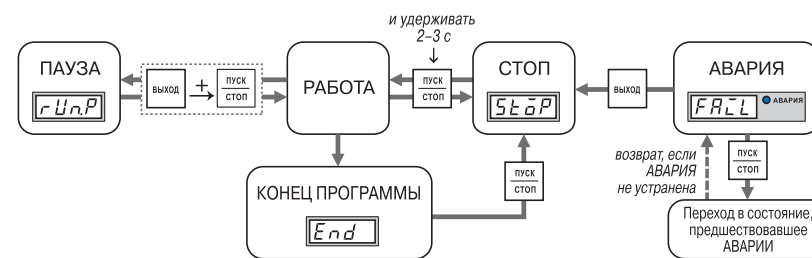 и удерживать
2–3 с
ПАУЗА
rUn.P
ВЫХОД
+
ПУСК
СТОП
РАБОТА
ПУСК
СТОП
СТОП
StoP
ВЫХОД
АВАРИЯ
FAIL
АВАРИЯ
КОНЕЦ ПРОГРАММЫ
End
ПУСК
СТОП
возврат, если
АВАРИЯ
не устранена
ПУСК
СТОП
Переход в состояние,
предшествовавшее
АВАРИИ